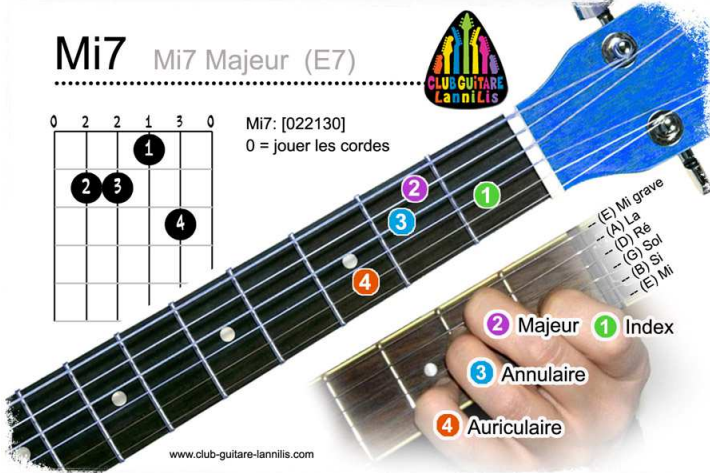 Mi7 Mi7 Majeur (E7)
CLUB GUITARE
LANNILIS
0 2 2 1 3 0
Mi7: [022130]
0 = jouer les cordes
1
2 3
4
2
1
3
4
(E) Mi grave
(A) La
(D) Ré
(G) Sol
(B) Si
(E) Mi
2 Majeur 1 Index
3 Annulaire
4 Auriculaire
www.club-guitare-lannilis.com